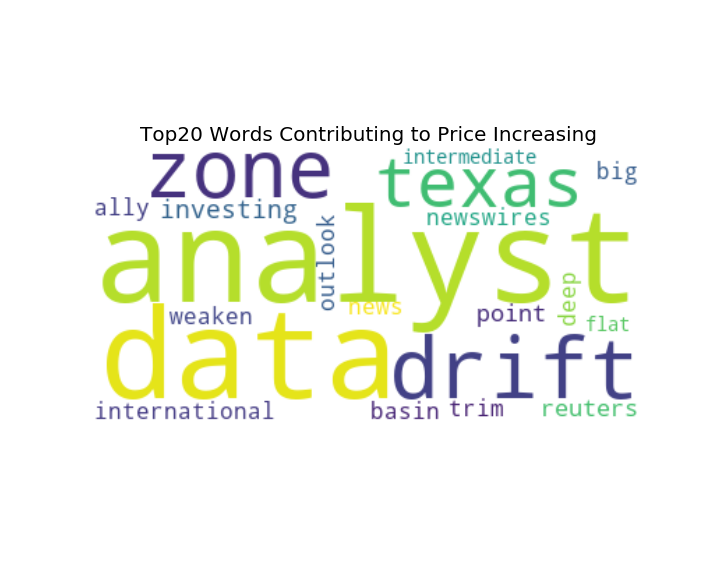 Top20 Words Contributing to Price Increasing
zone
intermediate
texas
big
ally
investing
newswires
analyst
outlook
deep
weaken
news
point
flat
data
drift
international
basin
trim
reuters